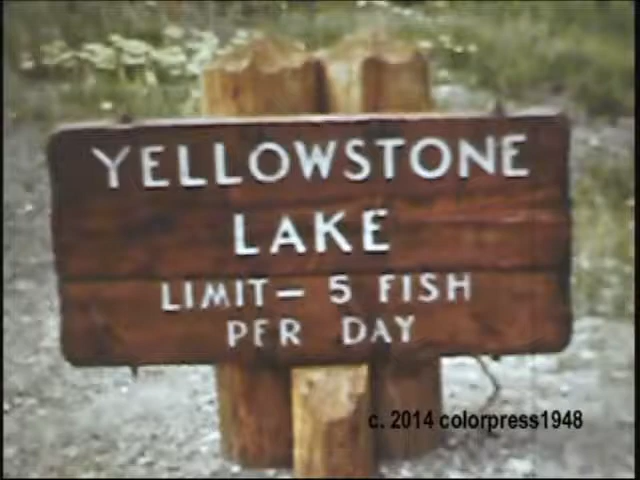 YELLOWSTONE
LAKE
LIMIT— 5 FISH
PER DAY
c. 2014 colorpress1948